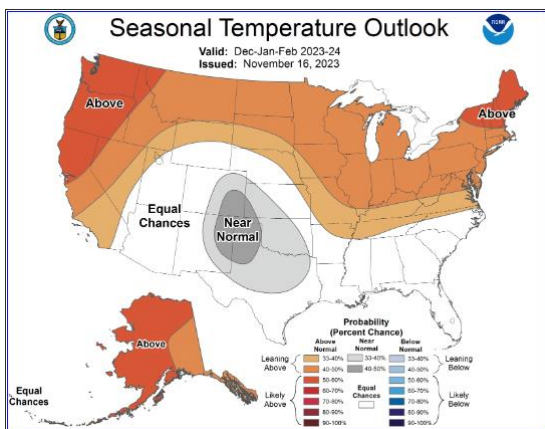 Seasonal Temperature Outlook
Valid: Dec-Jan-Feb 2023-24
Issued: November 16, 2023
NOAA
Above
Above
Equal
Chances
Near
Normal
Above
Equal
Chances
Probability
(Percent Chance)
Above
Normal
Near
Normal
Below
Normal
Leaning
Above
33-40%
40-50%
33-40%
40-50%
33-40%
40-50%
Leaning
Below
Likely
Above
50-60%
60-70%
70-80%
80-90%
90-100%
Equal
Chances
50-60%
60-70%
70-80%
80-90%
90-100%
Likely
Below